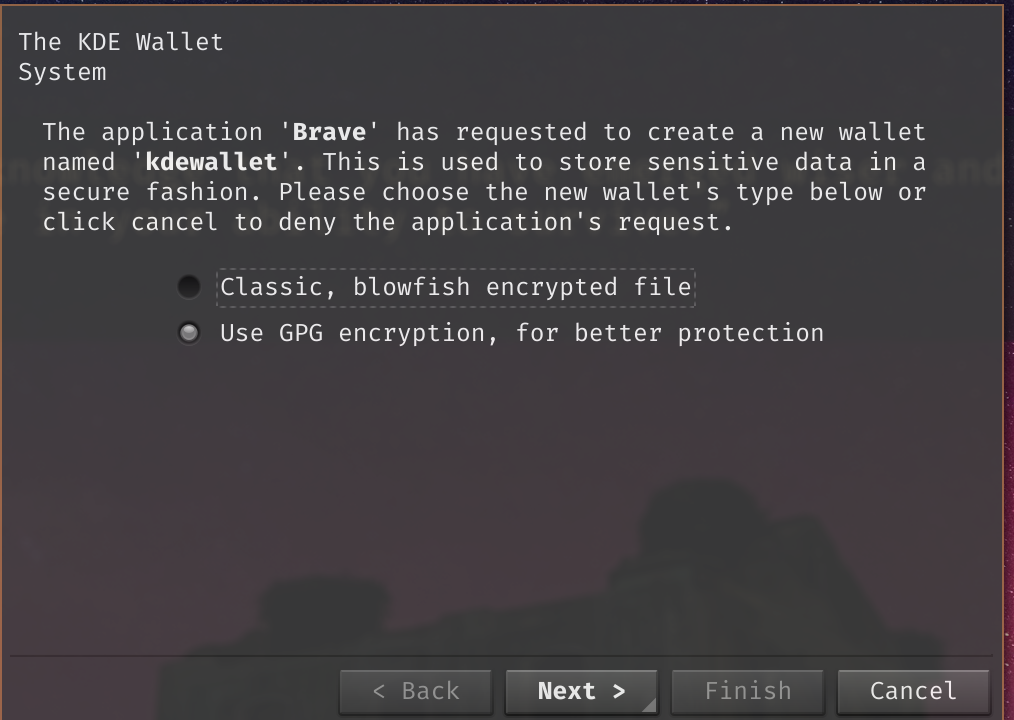 The KDE Wallet
System
The application 'Brave' has requested to create a new wallet
named 'kdewallet'. This is used to store sensitive data in a
secure fashion. Please choose the new wallet's type below or
click cancel to deny the application's request.
Classic, blowfish encrypted file
Use GPG encryption, for better protection
< Back
Next >
Finish
Cancel